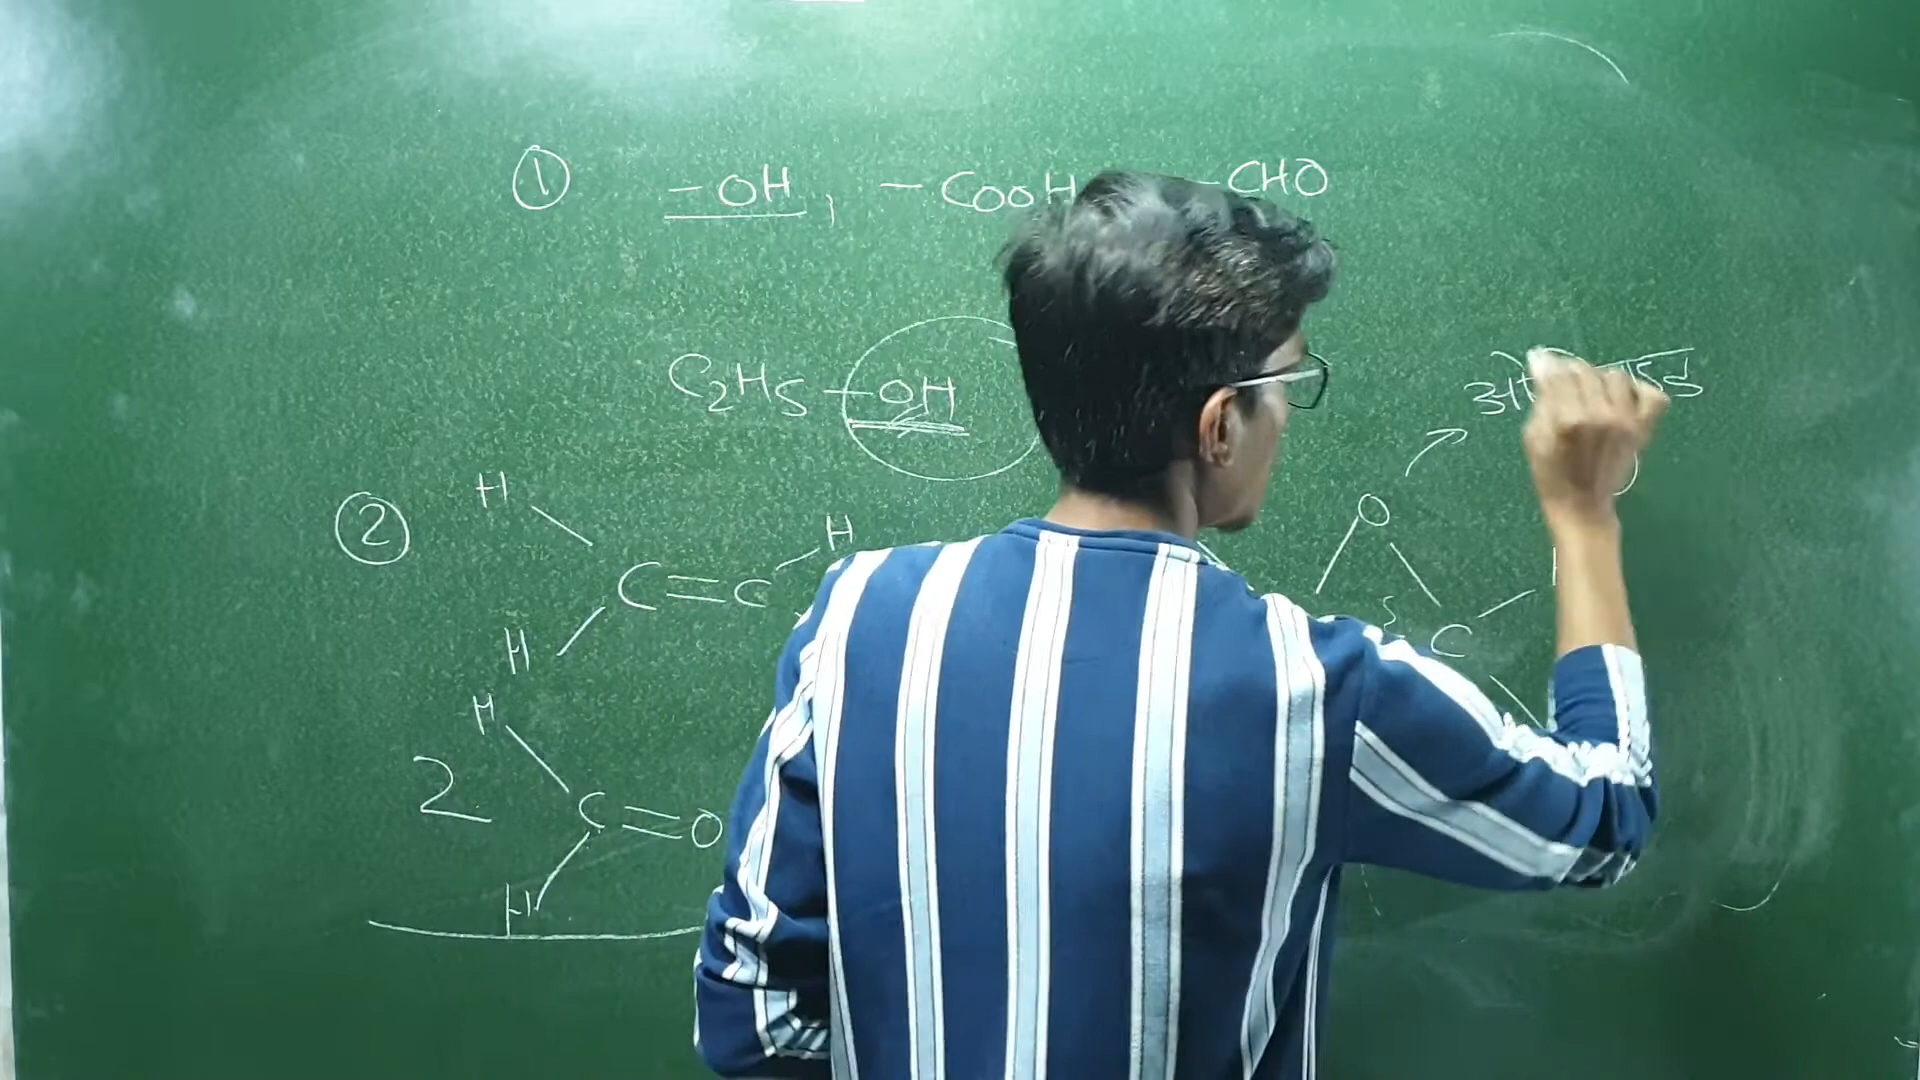 ① -OH, -COOH -CHO
C2H5-OH
② H
H
C=C
H O
C
H
2 C=O
H